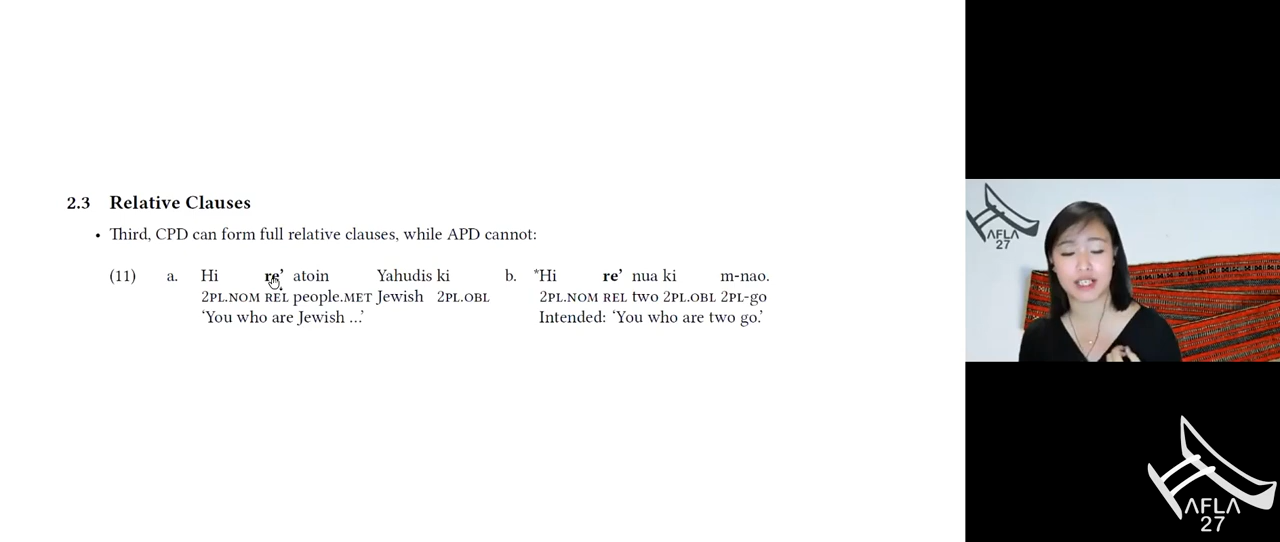 2.3 Relative Clauses
• Third, CPD can form full relative clauses, while APD cannot:
(11) a. Hi re’ atoin Yahudis ki b. *Hi re’ nua ki m-nao.
2PL.NOM REL people.MET Jewish 2PL.OBL 2PL.NOM REL two 2PL.OBL 2PL-go
‘You who are Jewish ...’ Intended: ‘You who are two go.’
AFLA
27
AFLA
27